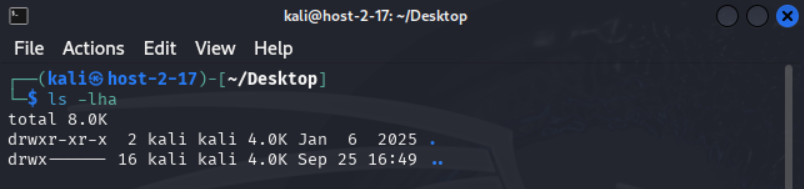 kali@host-2-17: ~/Desktop
File Actions Edit View Help
┌──(kali㉿host-2-17)-[~/Desktop]
└─$ ls -lha
total 8.0K
drwxr-xr-x  2 kali kali 4.0K Jan  6  2025 .
drwx------ 16 kali kali 4.0K Sep 25 16:49 ..